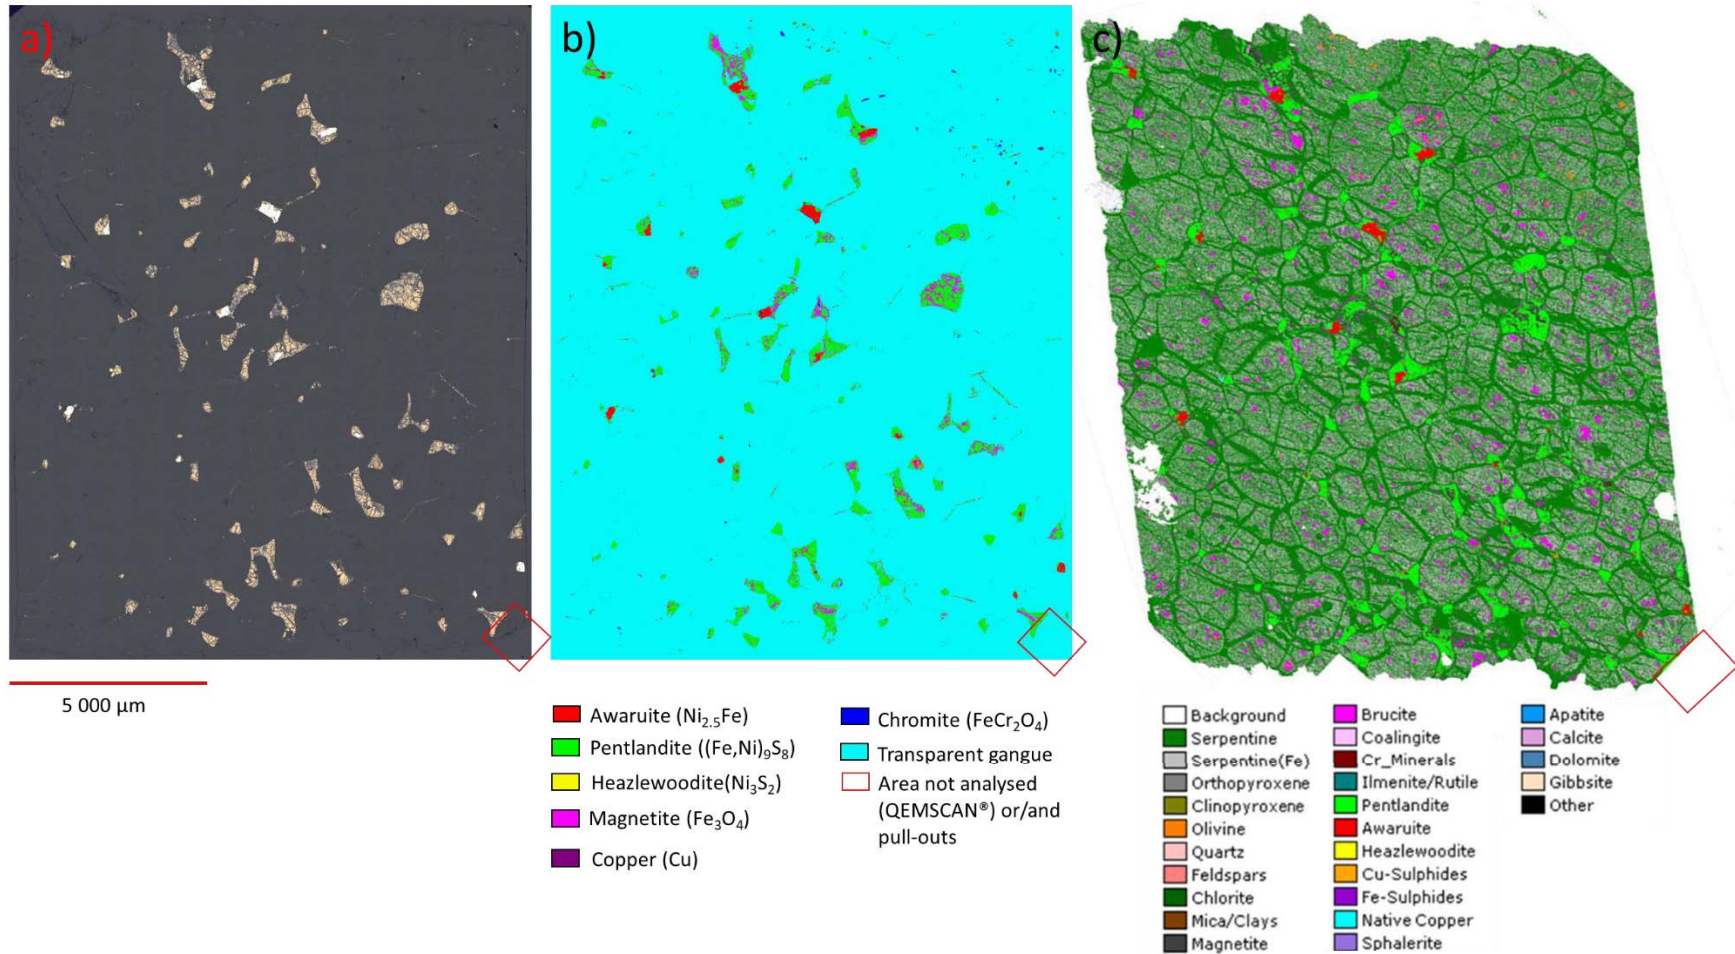 a)
b)
c)
5 000 µm
Awaruite (Ni2.5Fe)
Pentlandite ((Fe,Ni)9S8)
Heazlewoodite(Ni3S2)
Magnetite (Fe3O4)
Copper (Cu)
Chromite (FeCr2O4)
Transparent gangue
Area not analysed
(QEMSCAN®) or/and
pull-outs
Background
Serpentine
Serpentine(Fe)
Orthopyroxene
Clinopyroxene
Olivine
Quartz
Feldspars
Chlorite
Mica/Clays
Magnetite
Brucite
Coalingite
Cr_Minerals
Ilmenite/Rutile
Pentlandite
Awaruite
Heazlewoodite
Cu-Sulphides
Fe-Sulphides
Native Copper
Sphalerite
Apatite
Calcite
Dolomite
Gibbsite
Other